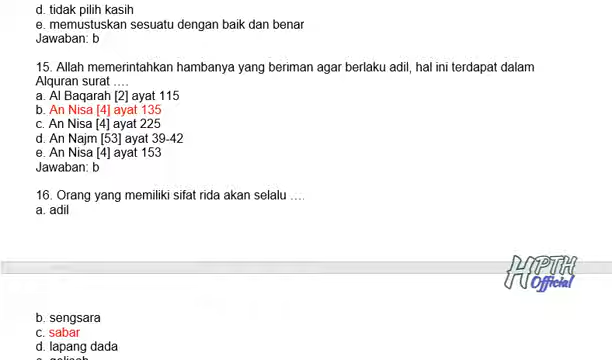 d. tidak pilih kasih
e. memustuskan sesuatu dengan baik dan benar
Jawaban: b
15. Allah memerintahkan hambanya yang beriman agar berlaku adil, hal ini terdapat dalam
Alquran surat ....
a. Al Baqarah [2] ayat 115
b. An Nisa [4] ayat 135
c. An Nisa [4] ayat 225
d. An Najm [53] ayat 39-42
e. An Nisa [4] ayat 153
Jawaban: b
16. Orang yang memiliki sifat rida akan selalu ....
a. adil
HPTH
Official
b. sengsara
c. sabar
d. lapang dada